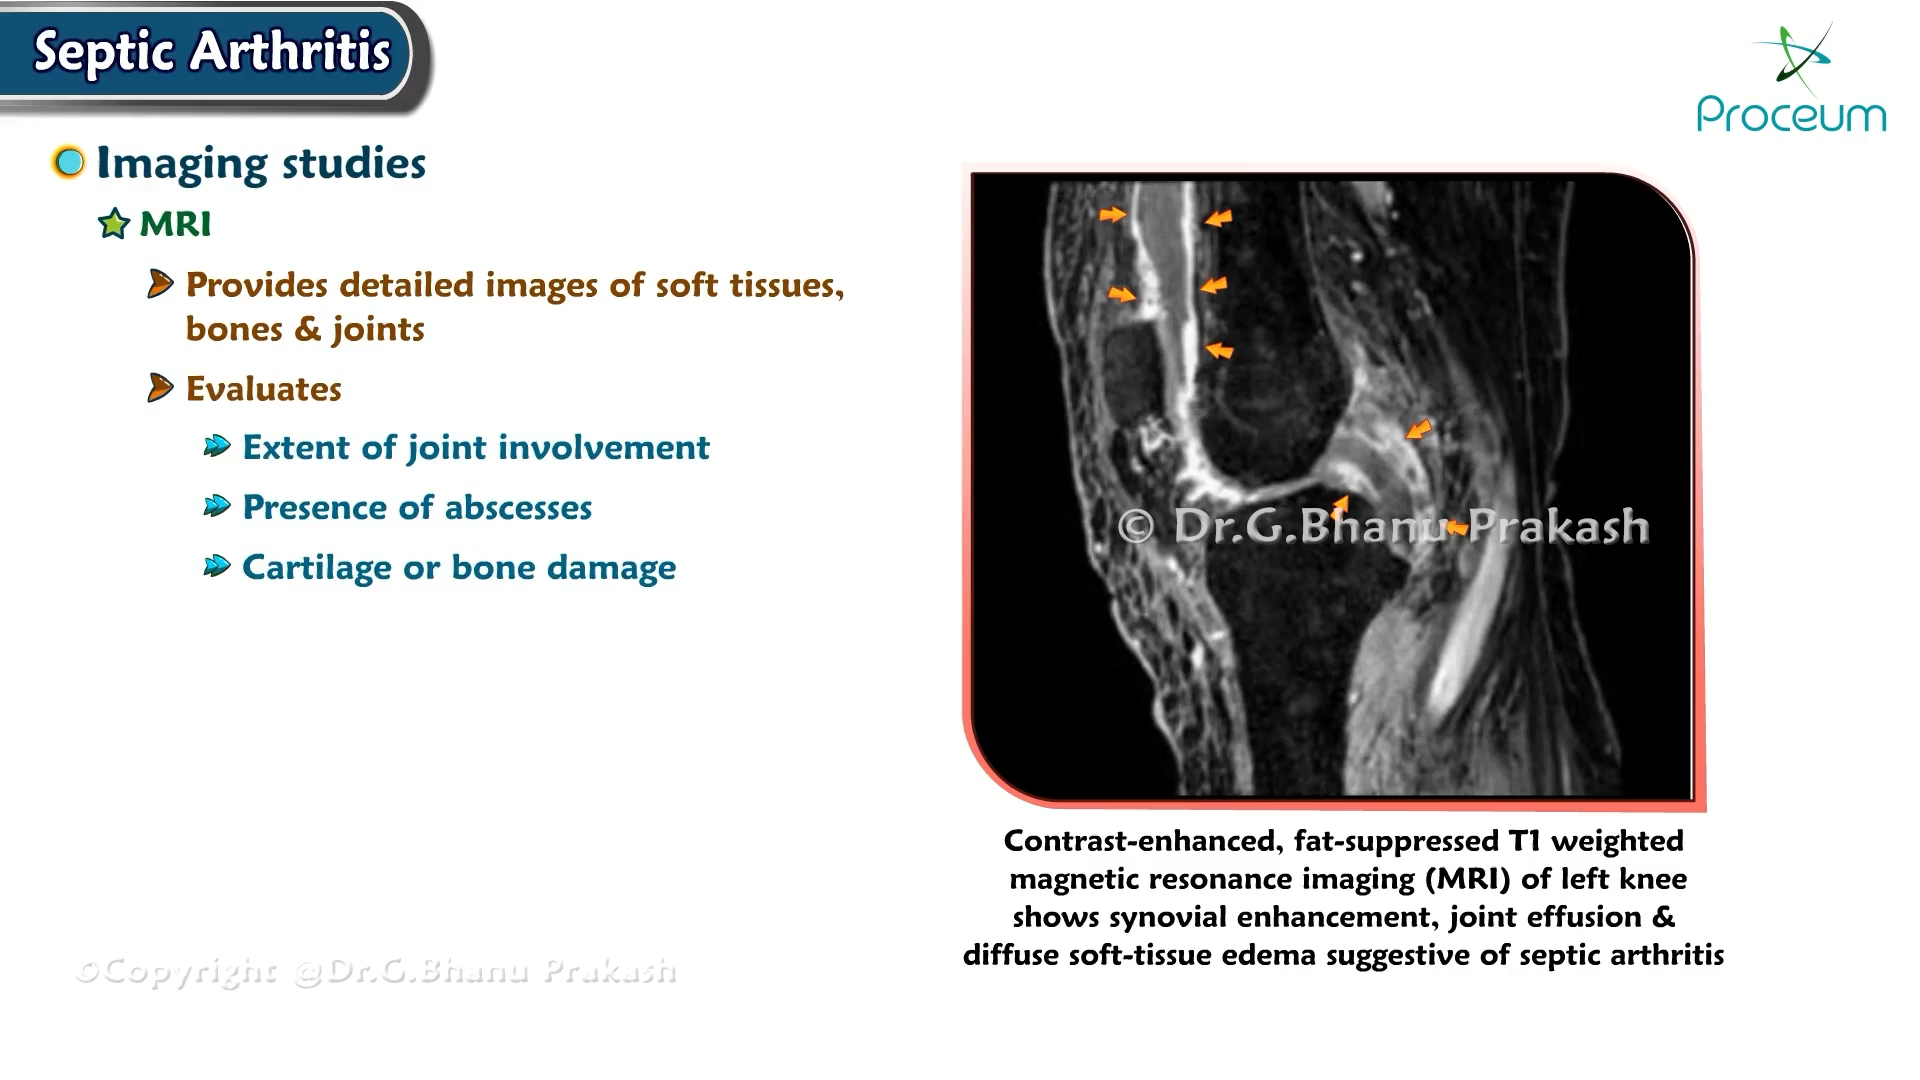 Septic Arthritis
Proceum
Imaging studies
MRI
Provides detailed images of soft tissues,
bones & joints
Evaluates
Extent of joint involvement
Presence of abscesses
Cartilage or bone damage
© Dr.G.Bhanu Prakash
Contrast-enhanced, fat-suppressed T1 weighted
magnetic resonance imaging (MRI) of left knee
shows synovial enhancement, joint effusion &
diffuse soft-tissue edema suggestive of septic arthritis
©Copyright @Dr.G.Bhanu Prakash